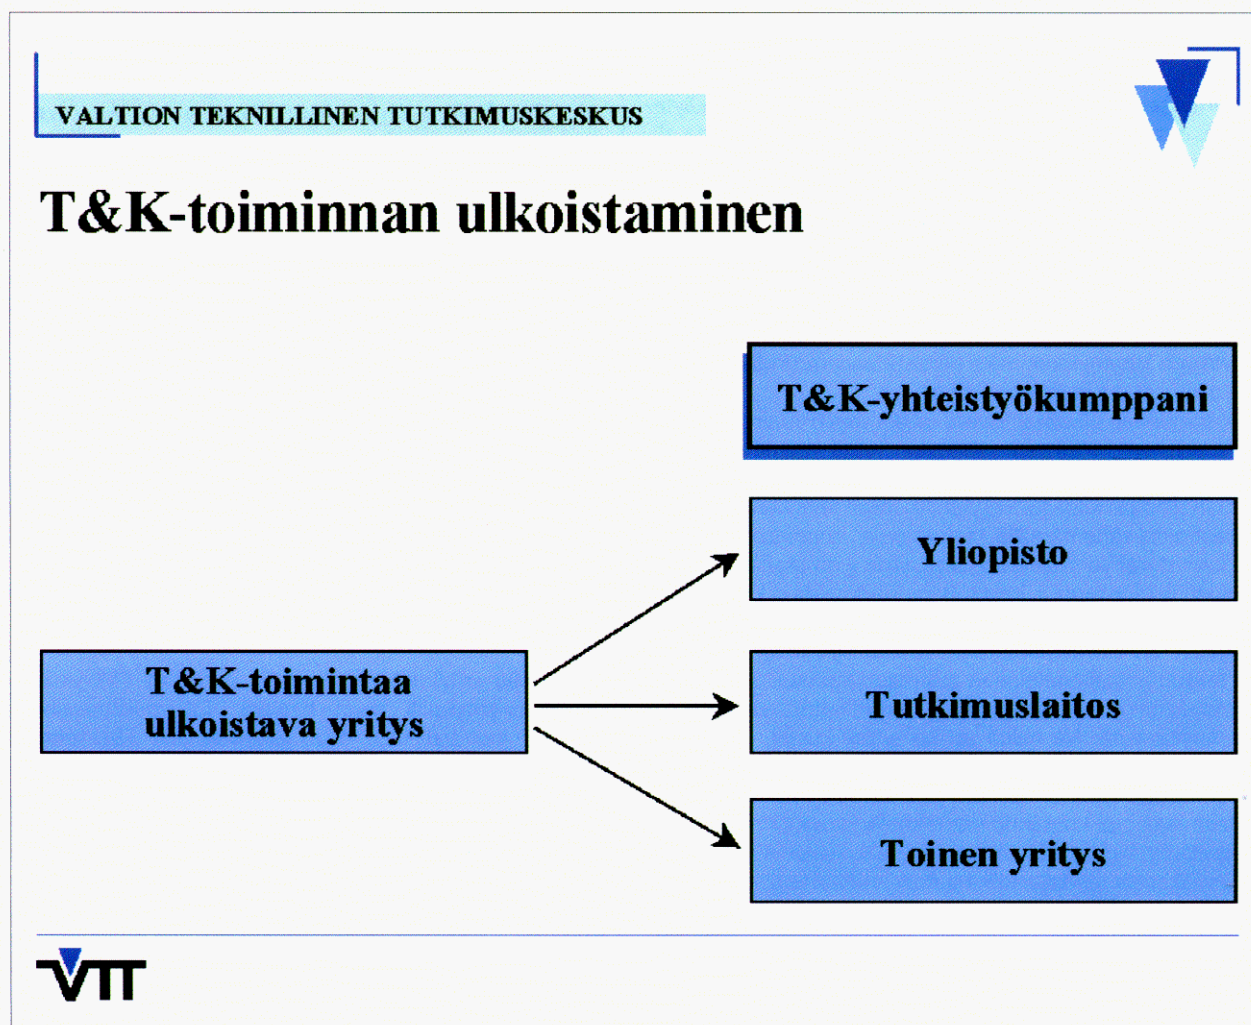 VALTION TEKNILLINEN TUTKIMUSKESKUS
T&K-toiminnan ulkoistaminen
T&K-yhteistyökumppani
Yliopisto
T&K-toimintaa
ulkoistava yritys
Tutkimuslaitos
Toinen yritys
VTT